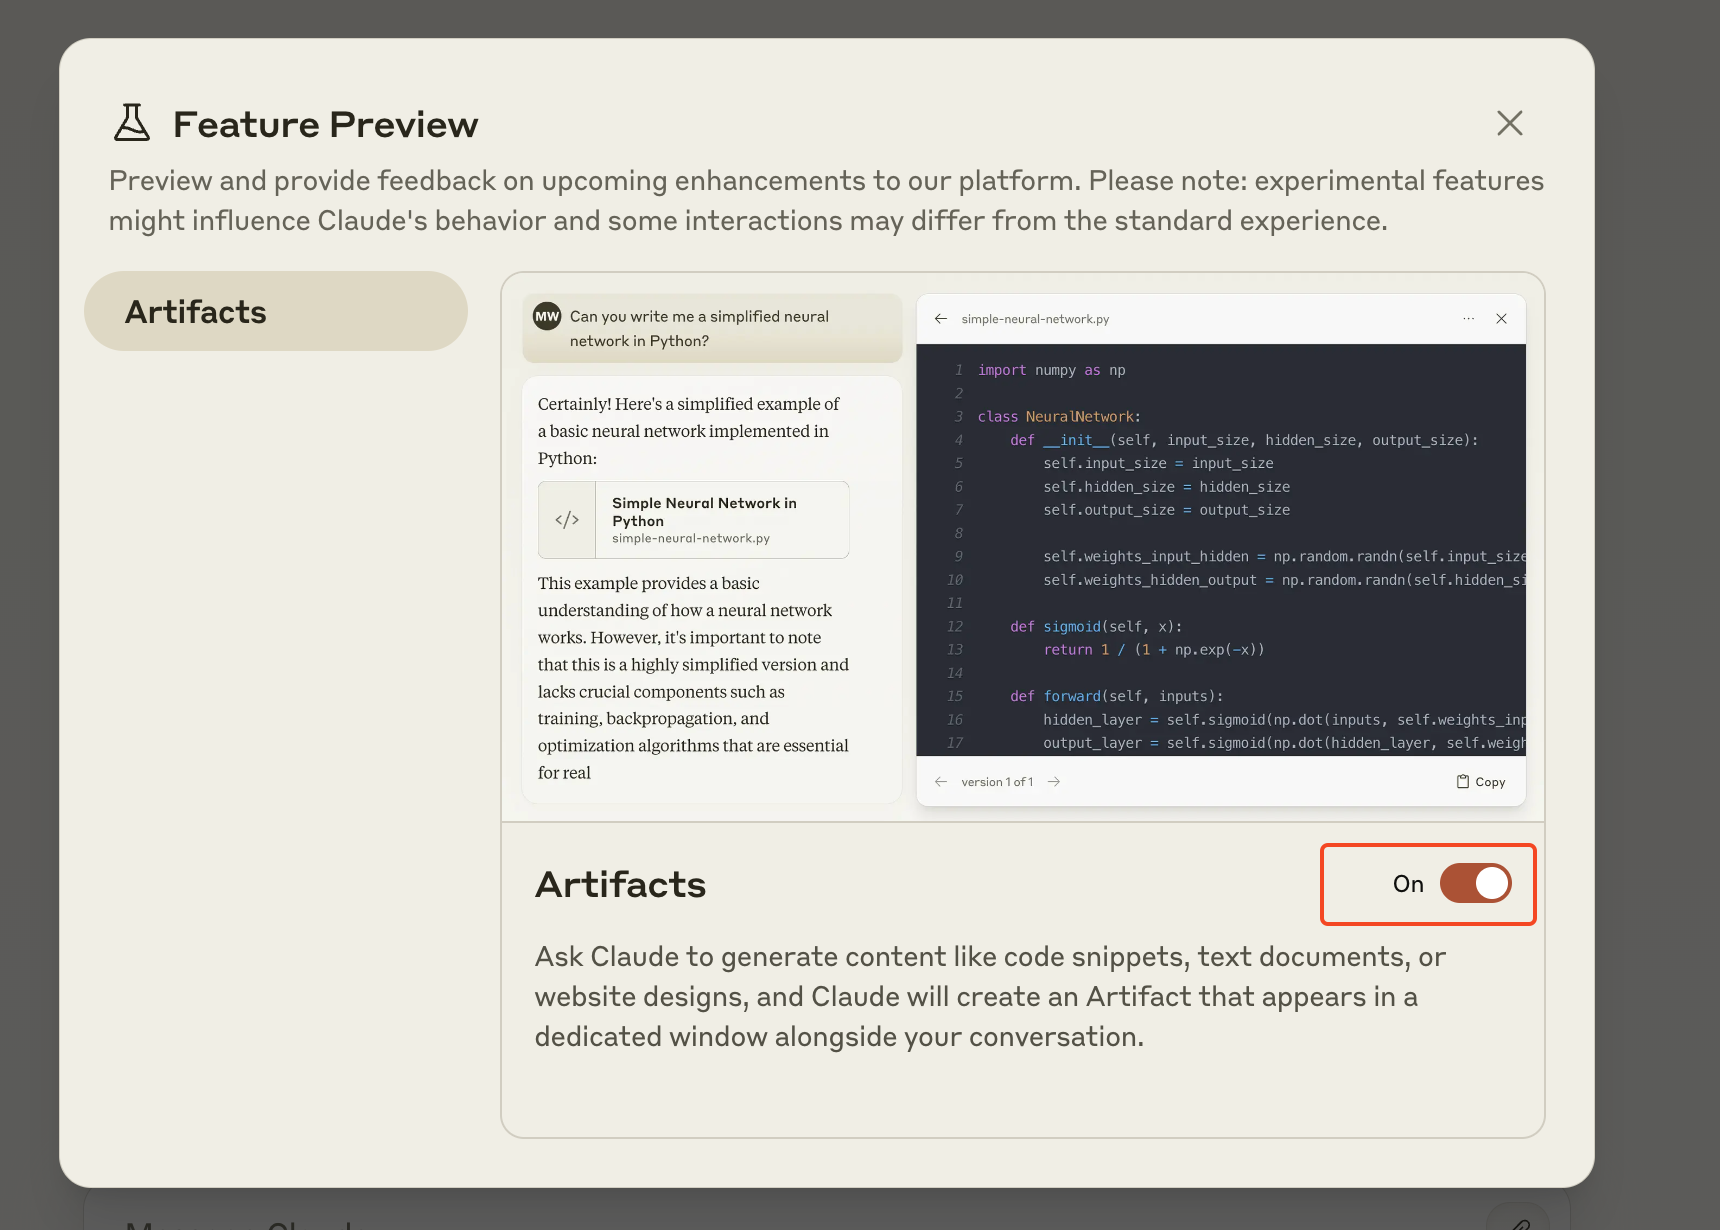 Feature Preview
Preview and provide feedback on upcoming enhancements to our platform. Please note: experimental features
might influence Claude's behavior and some interactions may differ from the standard experience.
Artifacts
MW Can you write me a simplified neural
network in Python?
Certainly! Here's a simplified example of
a basic neural network implemented in
Python:
</> Simple Neural Network in
Python
simple-neural-network.py
This example provides a basic
understanding of how a neural network
works. However, it's important to note
that this is a highly simplified version and
lacks crucial components such as
training, backpropagation, and
optimization algorithms that are essential
for real
← simple-neural-network.py ...
1 import numpy as np
2
3 class NeuralNetwork:
4 def __init__(self, input_size, hidden_size, output_size):
5 self.input_size = input_size
6 self.hidden_size = hidden_size
7 self.output_size = output_size
8
9 self.weights_input_hidden = np.random.randn(self.input_size
10 self.weights_hidden_output = np.random.randn(self.hidden_si
11
12 def sigmoid(self, x):
13 return 1 / (1 + np.exp(-x))
14
15 def forward(self, inputs):
16 hidden_layer = self.sigmoid(np.dot(inputs, self.weights_inp
17 output_layer = self.sigmoid(np.dot(hidden_layer, self.weigh
← version 1 of 1 → Copy
Artifacts
On
Ask Claude to generate content like code snippets, text documents, or
website designs, and Claude will create an Artifact that appears in a
dedicated window alongside your conversation.